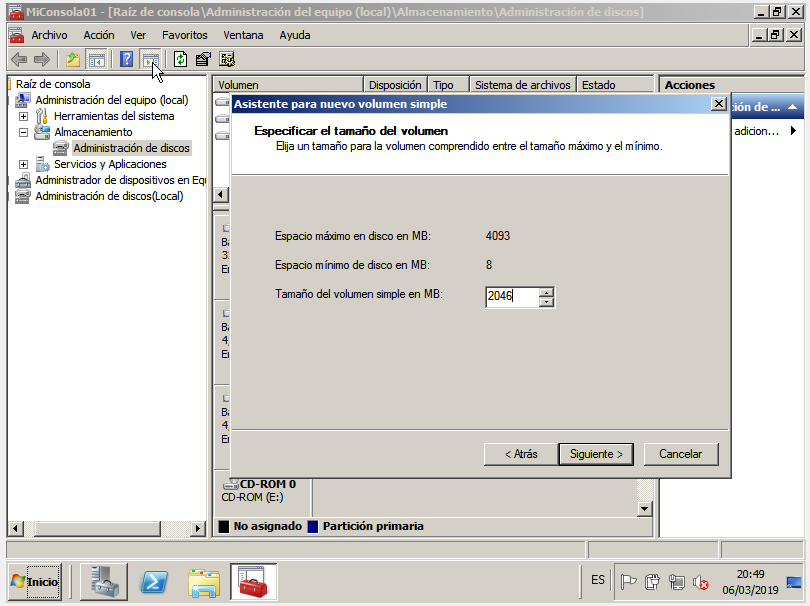 MiConsola01 - [Raíz de consola\Administración del equipo (local)\Almacenamiento\Administración de discos]
Archivo Acción Ver Favoritos Ventana Ayuda
Raíz de consola
Administración del equipo (local)
Herramientas del sistema
Almacenamiento
Administración de discos
Servicios y Aplicaciones
Administrador de dispositivos en Equ
Administración de discos(Local)
Volumen Disposición Tipo Sistema de archivos Estado
Acciones
ión de ...
adicion...
Asistente para nuevo volumen simple
Especificar el tamaño del volumen
Elija un tamaño para la volumen comprendido entre el tamaño máximo y el mínimo.
Espacio máximo en disco en MB: 4093
Espacio mínimo de disco en MB: 8
Tamaño del volumen simple en MB: 2046
< Atrás Siguiente > Cancelar
Ba
Er
Ba
4,
Er
Ba
4,
Er
CD-ROM 0
CD-ROM (E:)
No asignado Partición primaria
Inicio
ES
20:49
06/03/2019